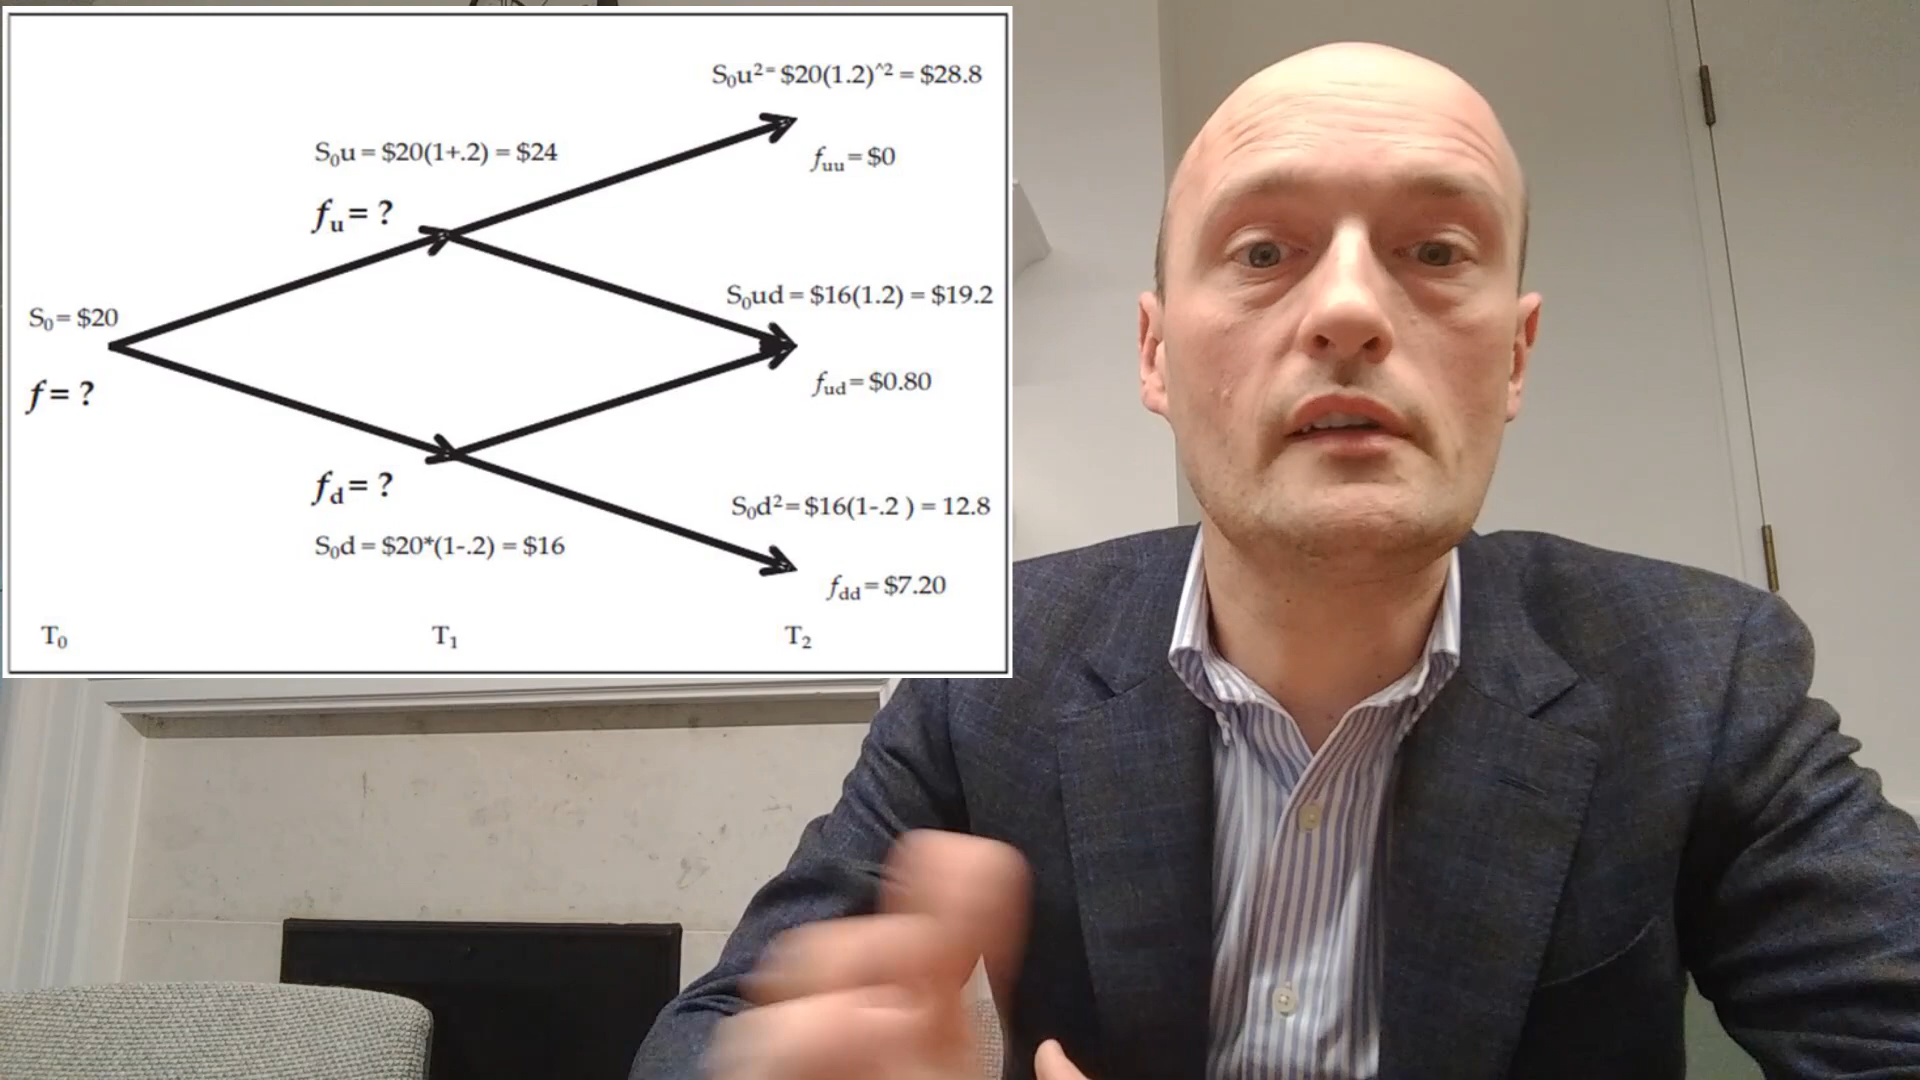 S₀u²= $20(1.2)^2 = $28.8
fuu = $0
S₀u = $20(1+.2) = $24
fu = ?
S₀ud = $16(1.2) = $19.2
S₀ = $20
fud = $0.80
f = ?
fd = ?
S₀d²= $16(1-.2 ) = 12.8
S₀d = $20*(1-.2) = $16
fdd = $7.20
T₀ T₁ T₂